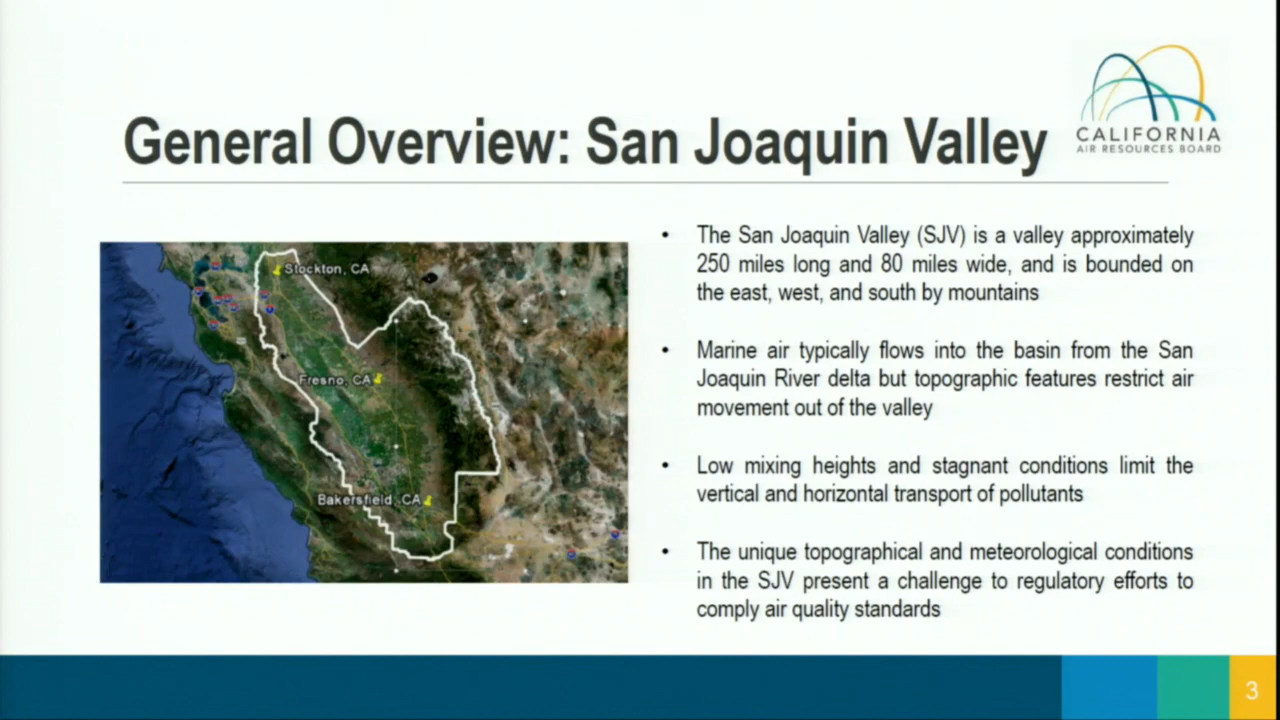 CALIFORNIA
AIR RESOURCES BOARD
General Overview: San Joaquin Valley
Stockton, CA
Fresno, CA
Bakersfield, CA
• The San Joaquin Valley (SJV) is a valley approximately
250 miles long and 80 miles wide, and is bounded on
the east, west, and south by mountains
• Marine air typically flows into the basin from the San
Joaquin River delta but topographic features restrict air
movement out of the valley
• Low mixing heights and stagnant conditions limit the
vertical and horizontal transport of pollutants
• The unique topographical and meteorological conditions
in the SJV present a challenge to regulatory efforts to
comply air quality standards
3